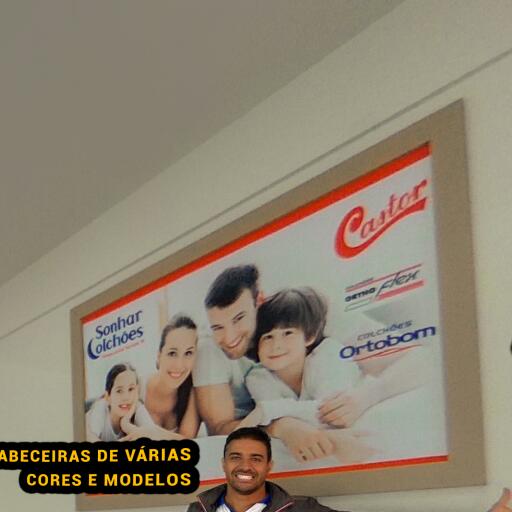 Castor
Sonhar
Colchões
ORTHO flex
COLCHÕES
Ortobom
ABECEIRAS DE VÁRIAS
CORES E MODELOS